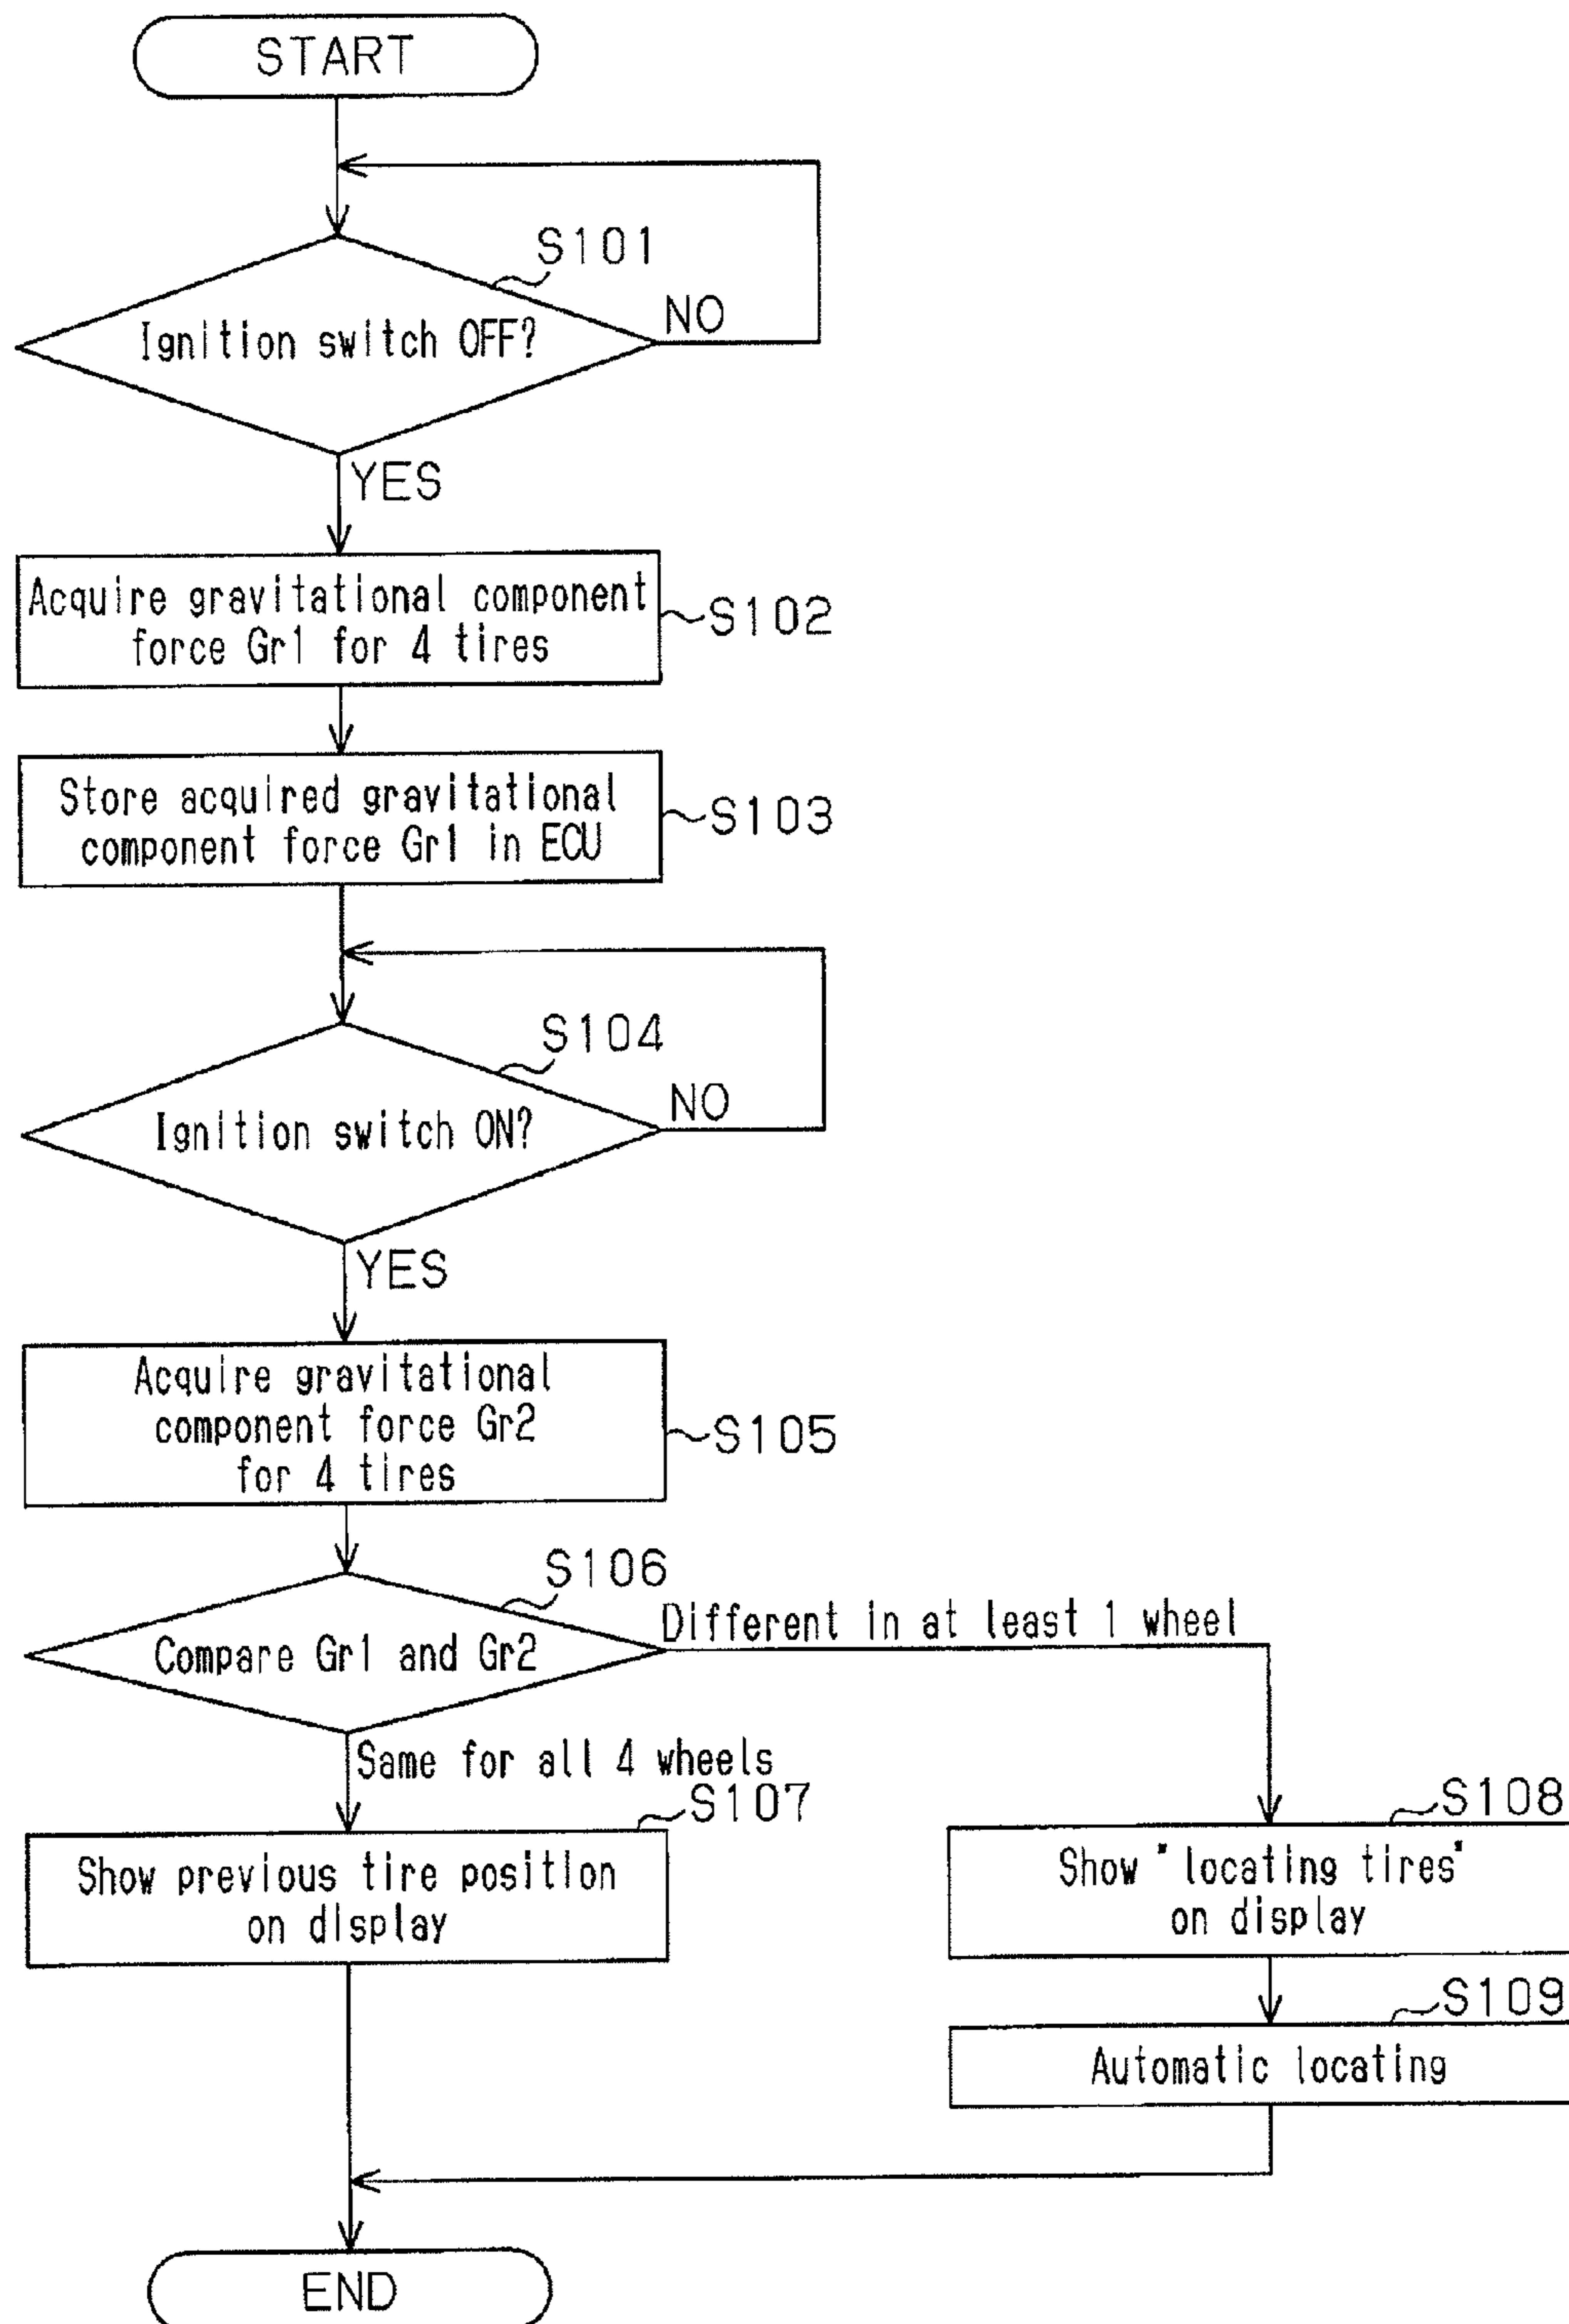 START
S101
Ignition switch OFF?
NO
YES
Acquire gravitational component
force Gr1 for 4 tires
S102
Store acquired gravitational
component force Gr1 in ECU
S103
S104
Ignition switch ON?
NO
YES
Acquire gravitational
component force Gr2
for 4 tires
S105
S106
Compare Gr1 and Gr2
Different in at least 1 wheel
Same for all 4 wheels
S107
Show previous tire position
on display
S108
Show "locating tires"
on display
S109
Automatic locating
END